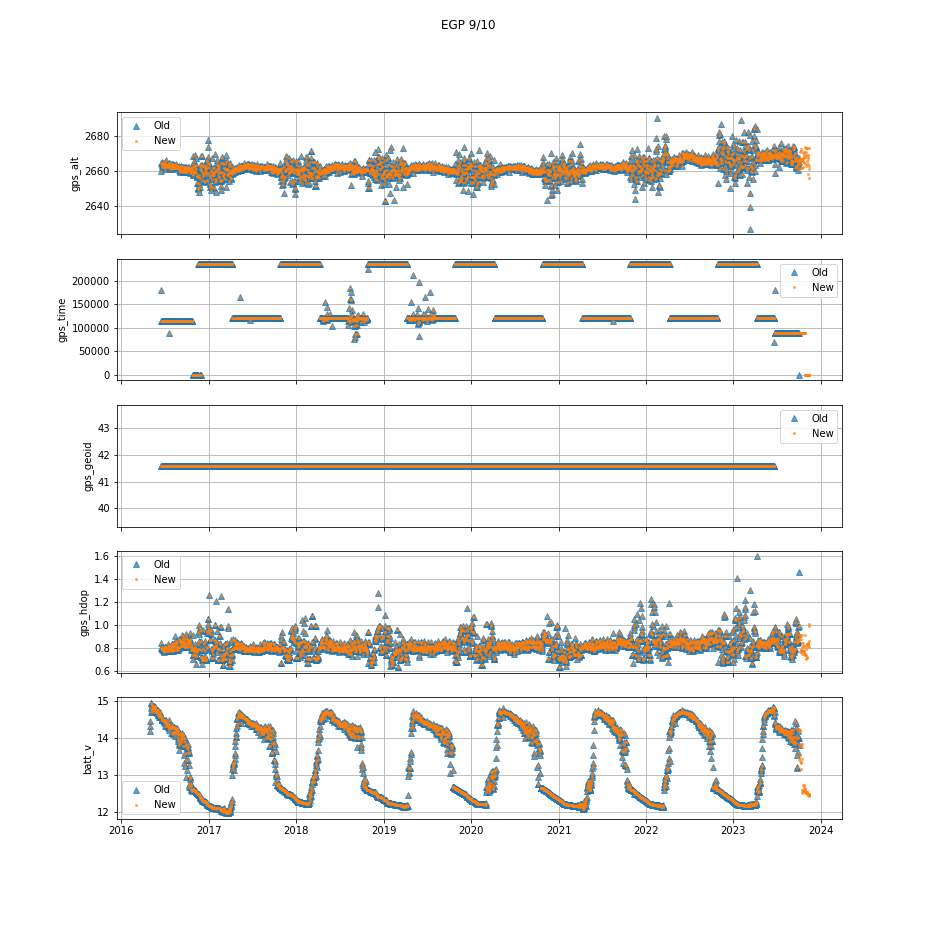 EGP 9/10
2680
2660
2640
gps_alt
Old
New
200000
150000
100000
50000
0
gps_time
Old
New
43
42
41
40
gps_geoid
Old
New
1.6
1.4
1.2
1.0
0.8
0.6
gps_hdop
Old
New
15
14
13
12
batt_v
Old
New
2016 2017 2018 2019 2020 2021 2022 2023 2024